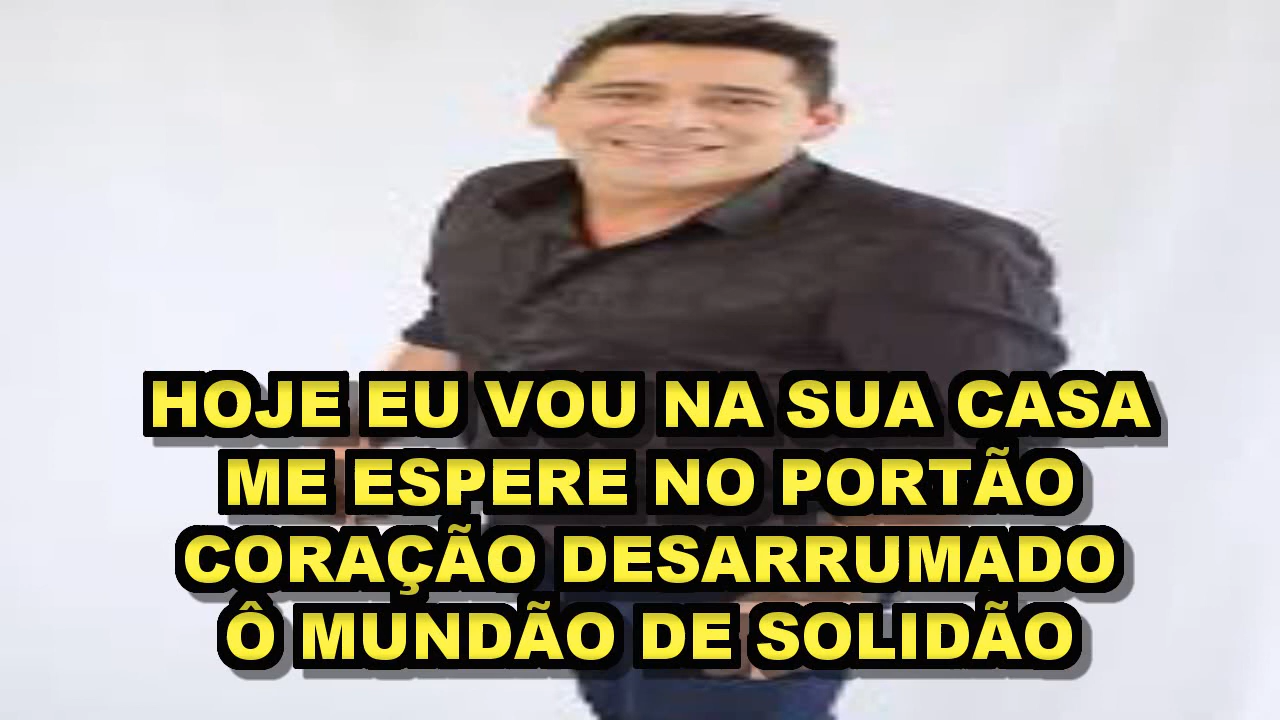 HOJE EU VOU NA SUA CASA
ME ESPERE NO PORTÃO
CORAÇÃO DESARRUMADO
Ô MUNDÃO DE SOLIDÃO